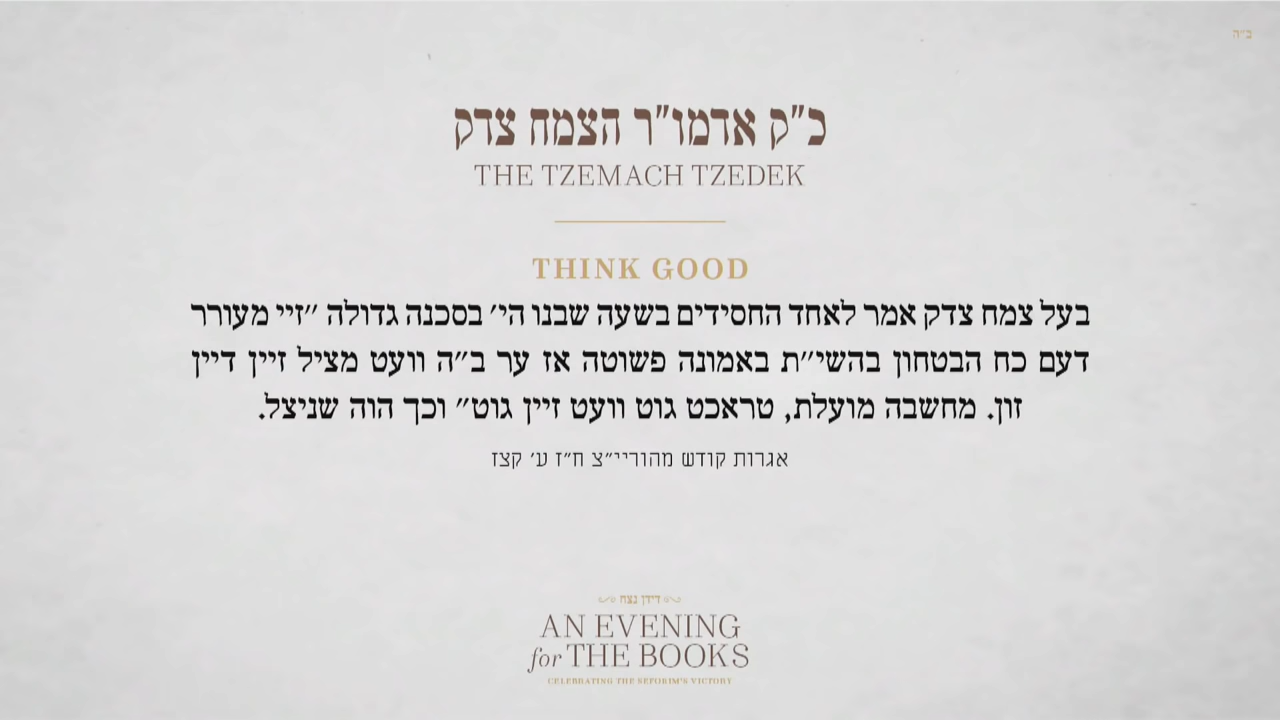 ב״ה
כ"ק אדמו"ר הצמח צדק
THE TZEMACH TZEDEK
THINK GOOD
בעל צמח צדק אמר לאחד החסידים בשעה שבנו הי׳ בסכנה גדולה ״זיי מעורר
דעם כח הבטחון בהשי״ת באמונה פשוטה אז ער ב״ה וועט מציל זיין דיין
זון. מחשבה מועלת, טראכט גוט וועט זיין גוט״ וכך הוה שניצל.
אגרות קודש מהוריי״צ ח״ז ע׳ קצז
דידן נצח
AN EVENING
for THE BOOKS
CELEBRATING THE SEFORIM'S VICTORY